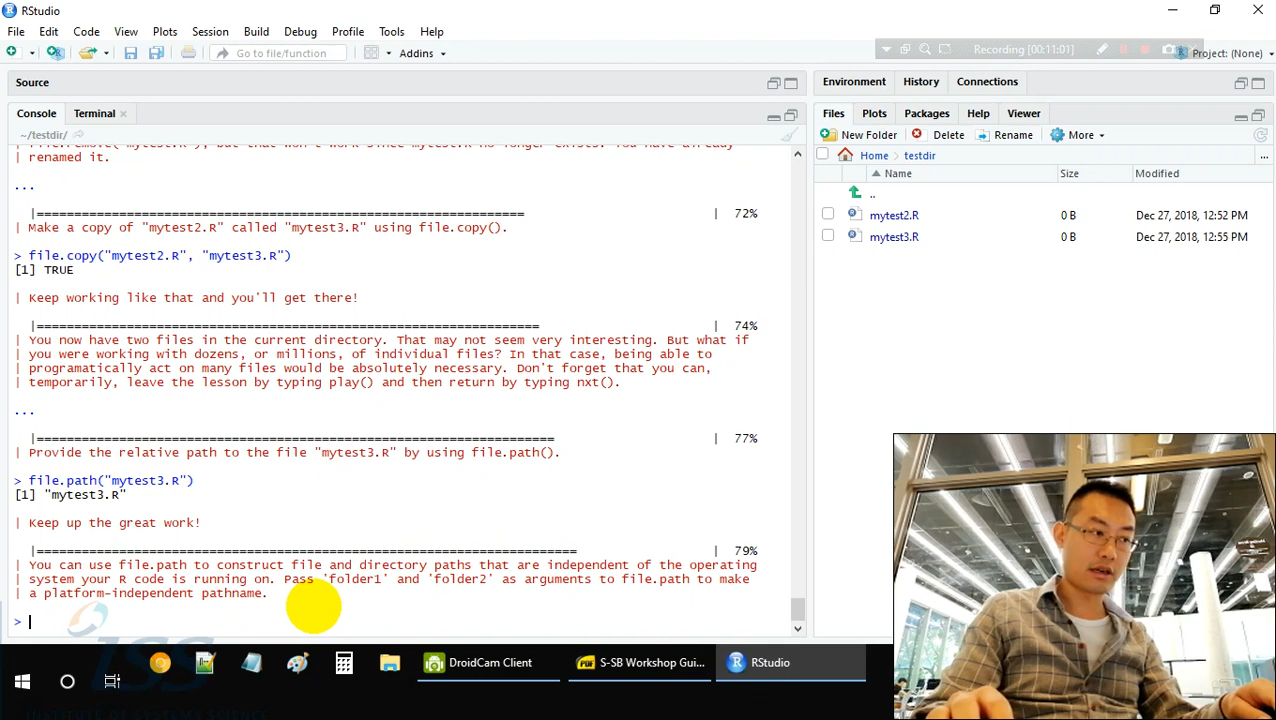 RStudio
File Edit Code View Plots Session Build Debug Profile Tools Help
Go to file/function Addins Recording [00:11:01] Project: (None)
Source
Console Terminal
~/testdir/
renamed it.
...
|================================================================= | 72%
| Make a copy of "mytest2.R" called "mytest3.R" using file.copy().
> file.copy("mytest2.R", "mytest3.R")
[1] TRUE
| Keep working like that and you'll get there!
|=================================================================== | 74%
| You now have two files in the current directory. That may not seem very interesting. But what if
| you were working with dozens, or millions, of individual files? In that case, being able to
| programatically act on many files would be absolutely necessary. Don't forget that you can,
| temporarily, leave the lesson by typing play() and then return by typing nxt().
...
|===================================================================== | 77%
| Provide the relative path to the file "mytest3.R" by using file.path().
> file.path("mytest3.R")
[1] "mytest3.R"
| Keep up the great work!
|======================================================================== | 79%
| You can use file.path to construct file and directory paths that are independent of the operating
| system your R code is running on. Pass 'folder1' and 'folder2' as arguments to file.path to make
| a platform-independent pathname.
>
Environment History Connections
Files Plots Packages Help Viewer
New Folder Delete Rename More
Home testdir ...
Name Size Modified
..
mytest2.R 0 B Dec 27, 2018, 12:52 PM
mytest3.R 0 B Dec 27, 2018, 12:55 PM
ISS
DroidCam Client S-SB Workshop Gui... RStudio